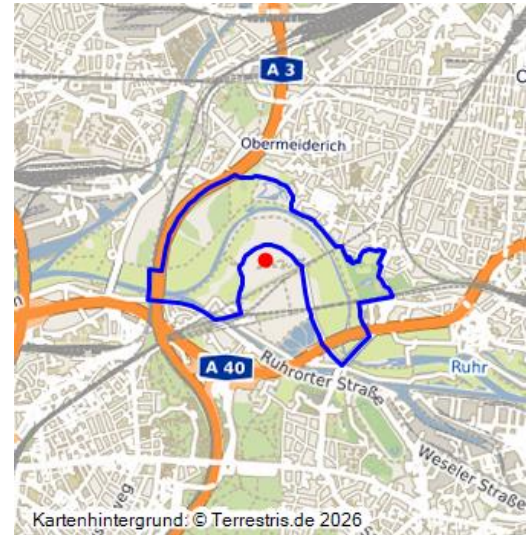 A 3
Obermeiderich
A 40
Ruhrorter Straße
Ruhr
Weseler Straße
Kartenhintergrund: © Terrestris.de 2026